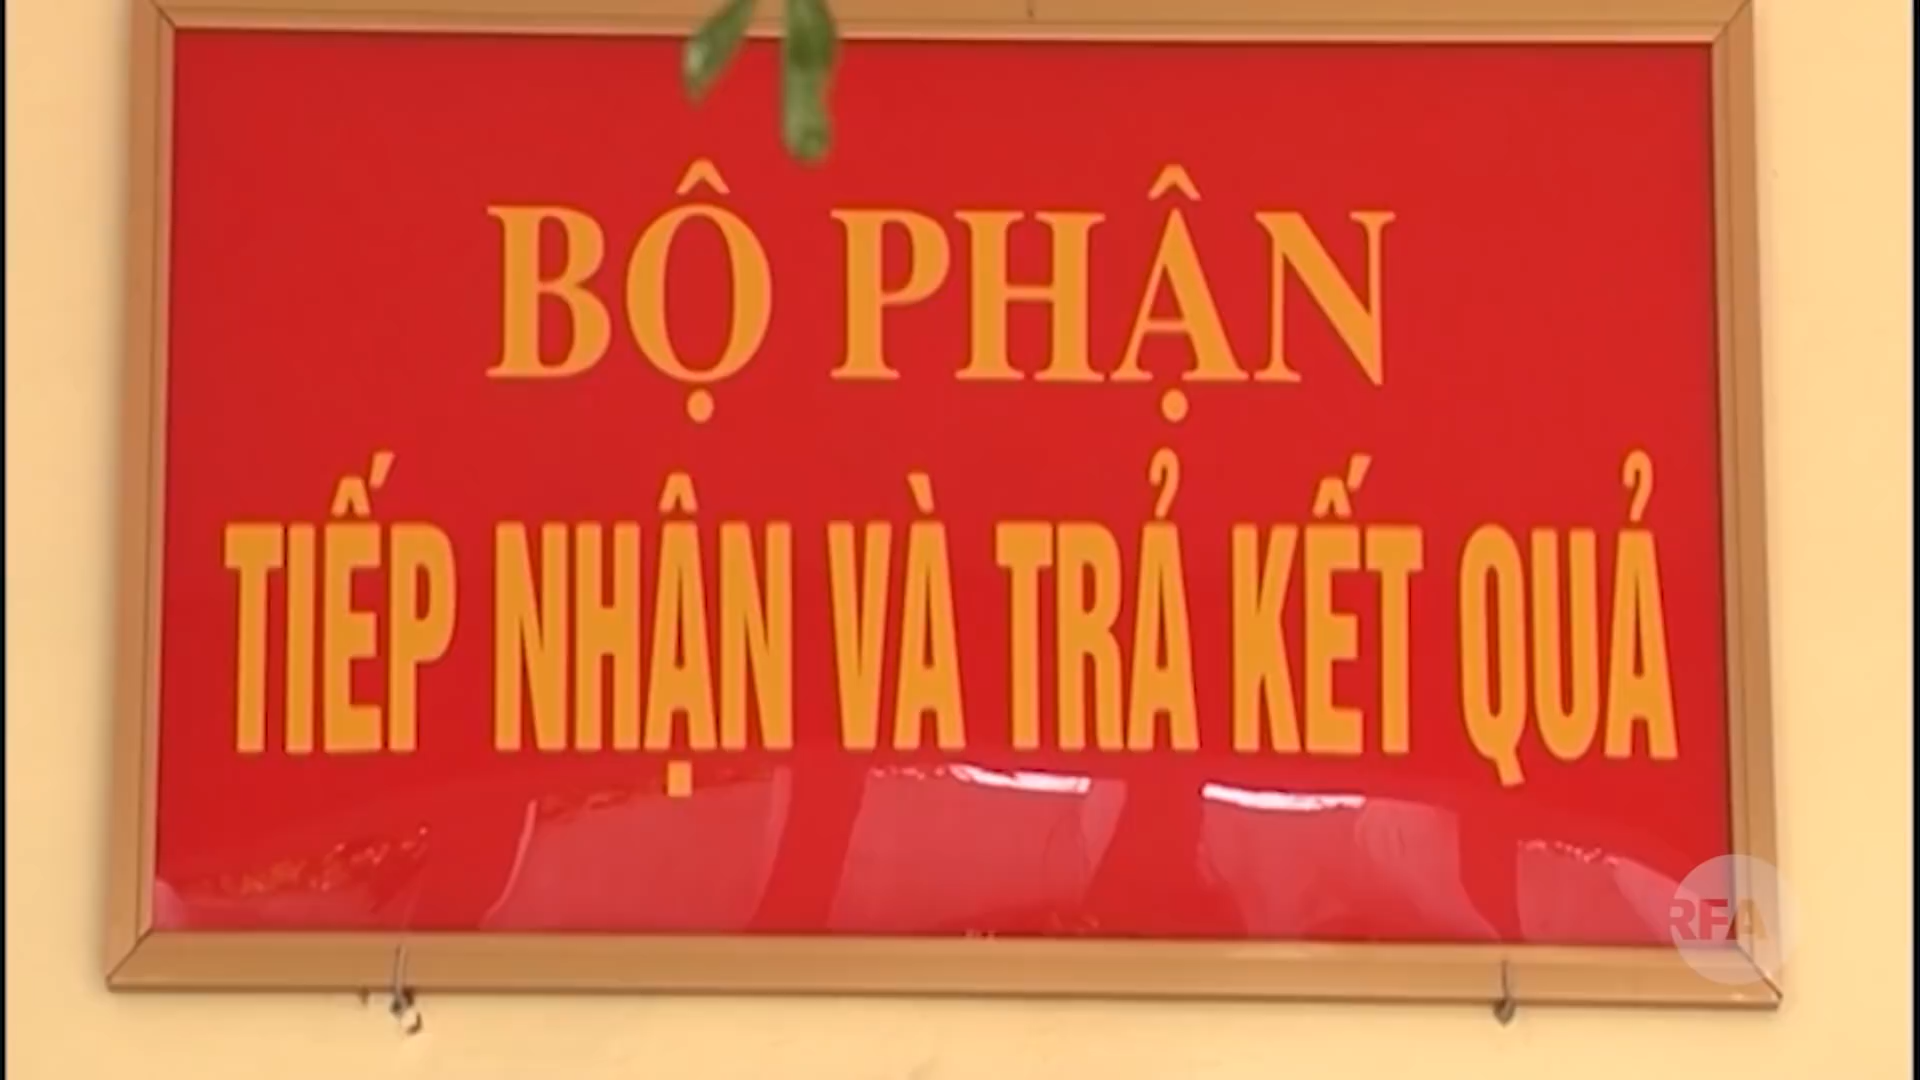 BỘ PHẬN
TIẾP NHẬN VÀ TRẢ KẾT QUẢ
RFA